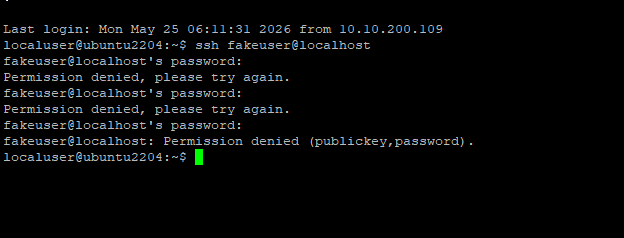 Last login: Mon May 25 06:11:31 2026 from 10.10.200.109
localuser@ubuntu2204:~$ ssh fakeuser@localhost
fakeuser@localhost's password:
Permission denied, please try again.
fakeuser@localhost's password:
Permission denied, please try again.
fakeuser@localhost's password:
fakeuser@localhost: Permission denied (publickey,password).
localuser@ubuntu2204:~$